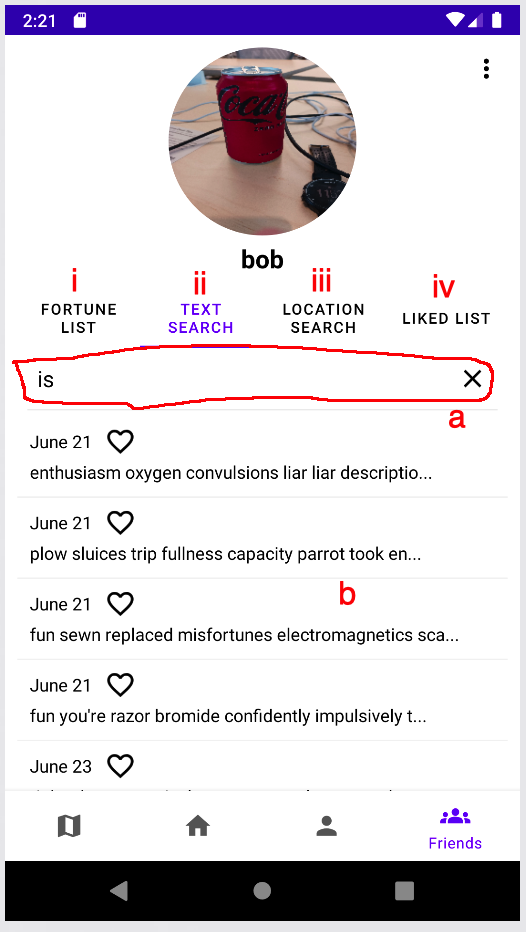 2:21
Coca
bob
i
ii
iii
iv
FORTUNE LIST
TEXT SEARCH
LOCATION SEARCH
LIKED LIST
is
a
June 21
enthusiasm oxygen convulsions liar liar descriptio...
June 21
plow sluices trip fullness capacity parrot took en...
b
June 21
fun sewn replaced misfortunes electromagnetics sca...
June 21
fun you're razor bromide confidently impulsively t...
June 23
Friends